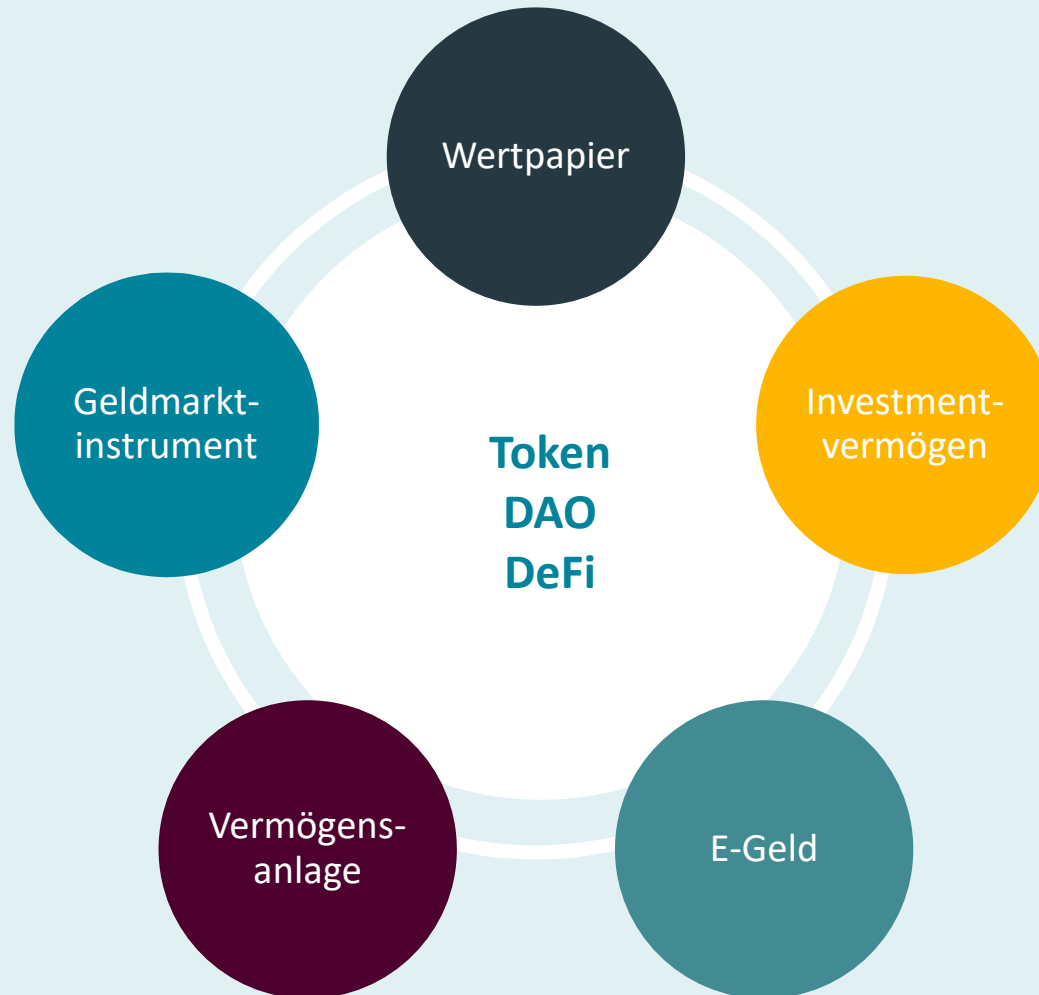 Wertpapier
Geldmarkt-
instrument
Investment-
vermögen
Token
DAO
DeFi
Vermögens-
anlage
E-Geld